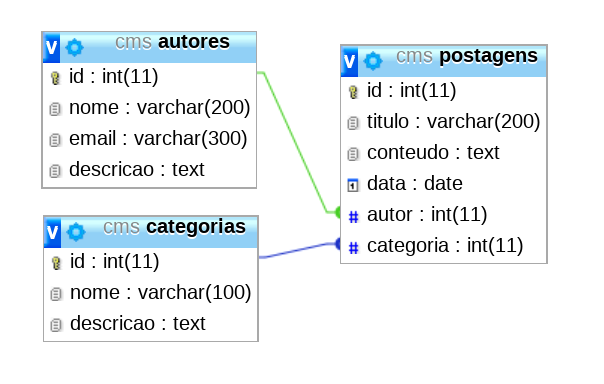 v cms autores
id : int(11)
nome : varchar(200)
email : varchar(300)
descricao : text
v cms categorias
id : int(11)
nome : varchar(100)
descricao : text
v cms postagens
id : int(11)
titulo : varchar(200)
conteudo : text
data : date
# autor : int(11)
# categoria : int(11)